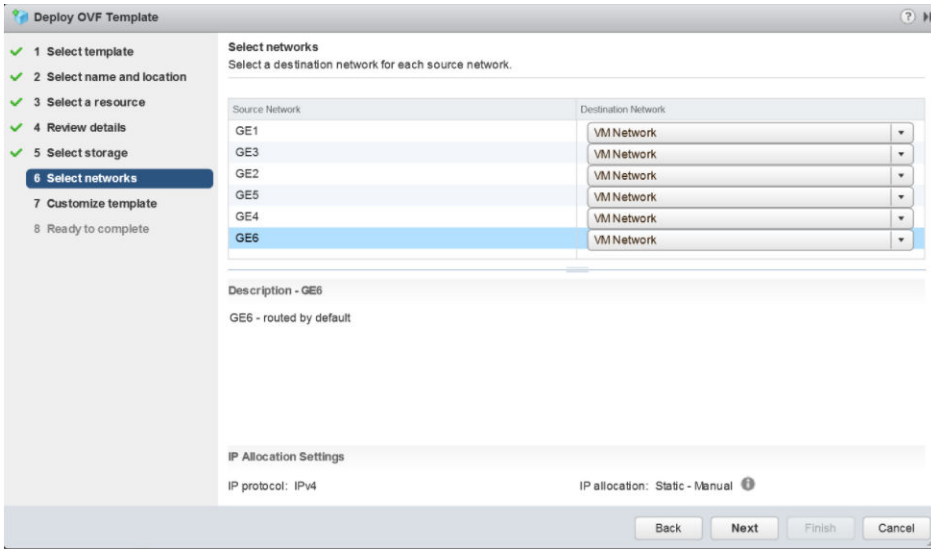 Deploy OVF Template
?
1 Select template
2 Select name and location
3 Select a resource
4 Review details
5 Select storage
6 Select networks
7 Customize template
8 Ready to complete
Select networks
Select a destination network for each source network.
Source Network Destination Network
GE1 VM Network
GE3 VM Network
GE2 VM Network
GE5 VM Network
GE4 VM Network
GE6 VM Network
Description - GE6
GE6 - routed by default
IP Allocation Settings
IP protocol: IPv4 IP allocation: Static - Manual
Back Next Finish Cancel